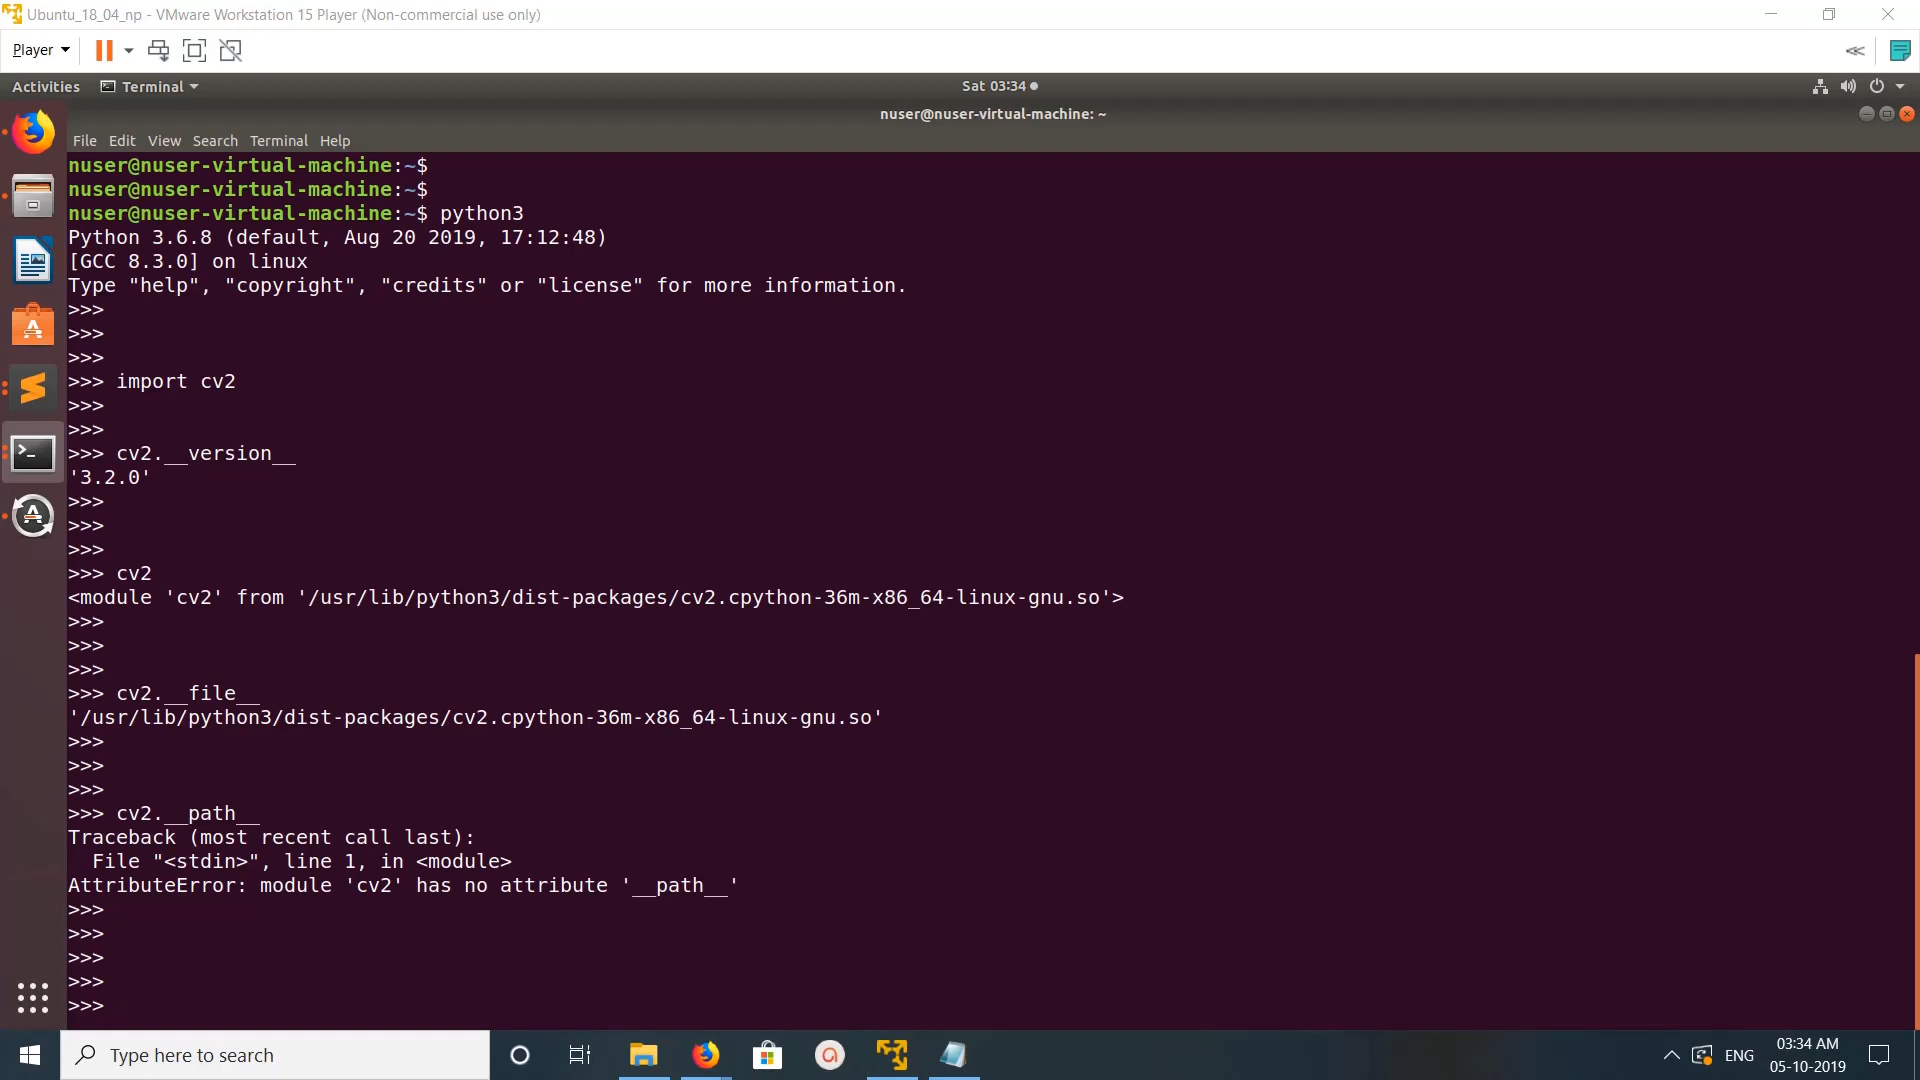 Ubuntu_18_04_np - VMware Workstation 15 Player (Non-commercial use only)
Player
Activities Terminal Sat 03:34
nuser@nuser-virtual-machine: ~
File Edit View Search Terminal Help
nuser@nuser-virtual-machine:~$
nuser@nuser-virtual-machine:~$
nuser@nuser-virtual-machine:~$ python3
Python 3.6.8 (default, Aug 20 2019, 17:12:48)
[GCC 8.3.0] on linux
Type "help", "copyright", "credits" or "license" for more information.
>>>
>>>
>>>
>>> import cv2
>>>
>>>
>>> cv2.__version__
'3.2.0'
>>>
>>>
>>>
>>> cv2
<module 'cv2' from '/usr/lib/python3/dist-packages/cv2.cpython-36m-x86_64-linux-gnu.so'>
>>>
>>>
>>>
>>> cv2.__file__
'/usr/lib/python3/dist-packages/cv2.cpython-36m-x86_64-linux-gnu.so'
>>>
>>>
>>>
>>> cv2.__path__
Traceback (most recent call last):
  File "<stdin>", line 1, in <module>
AttributeError: module 'cv2' has no attribute '__path__'
>>>
>>>
>>>
>>>
>>>
Type here to search
ENG
03:34 AM
05-10-2019